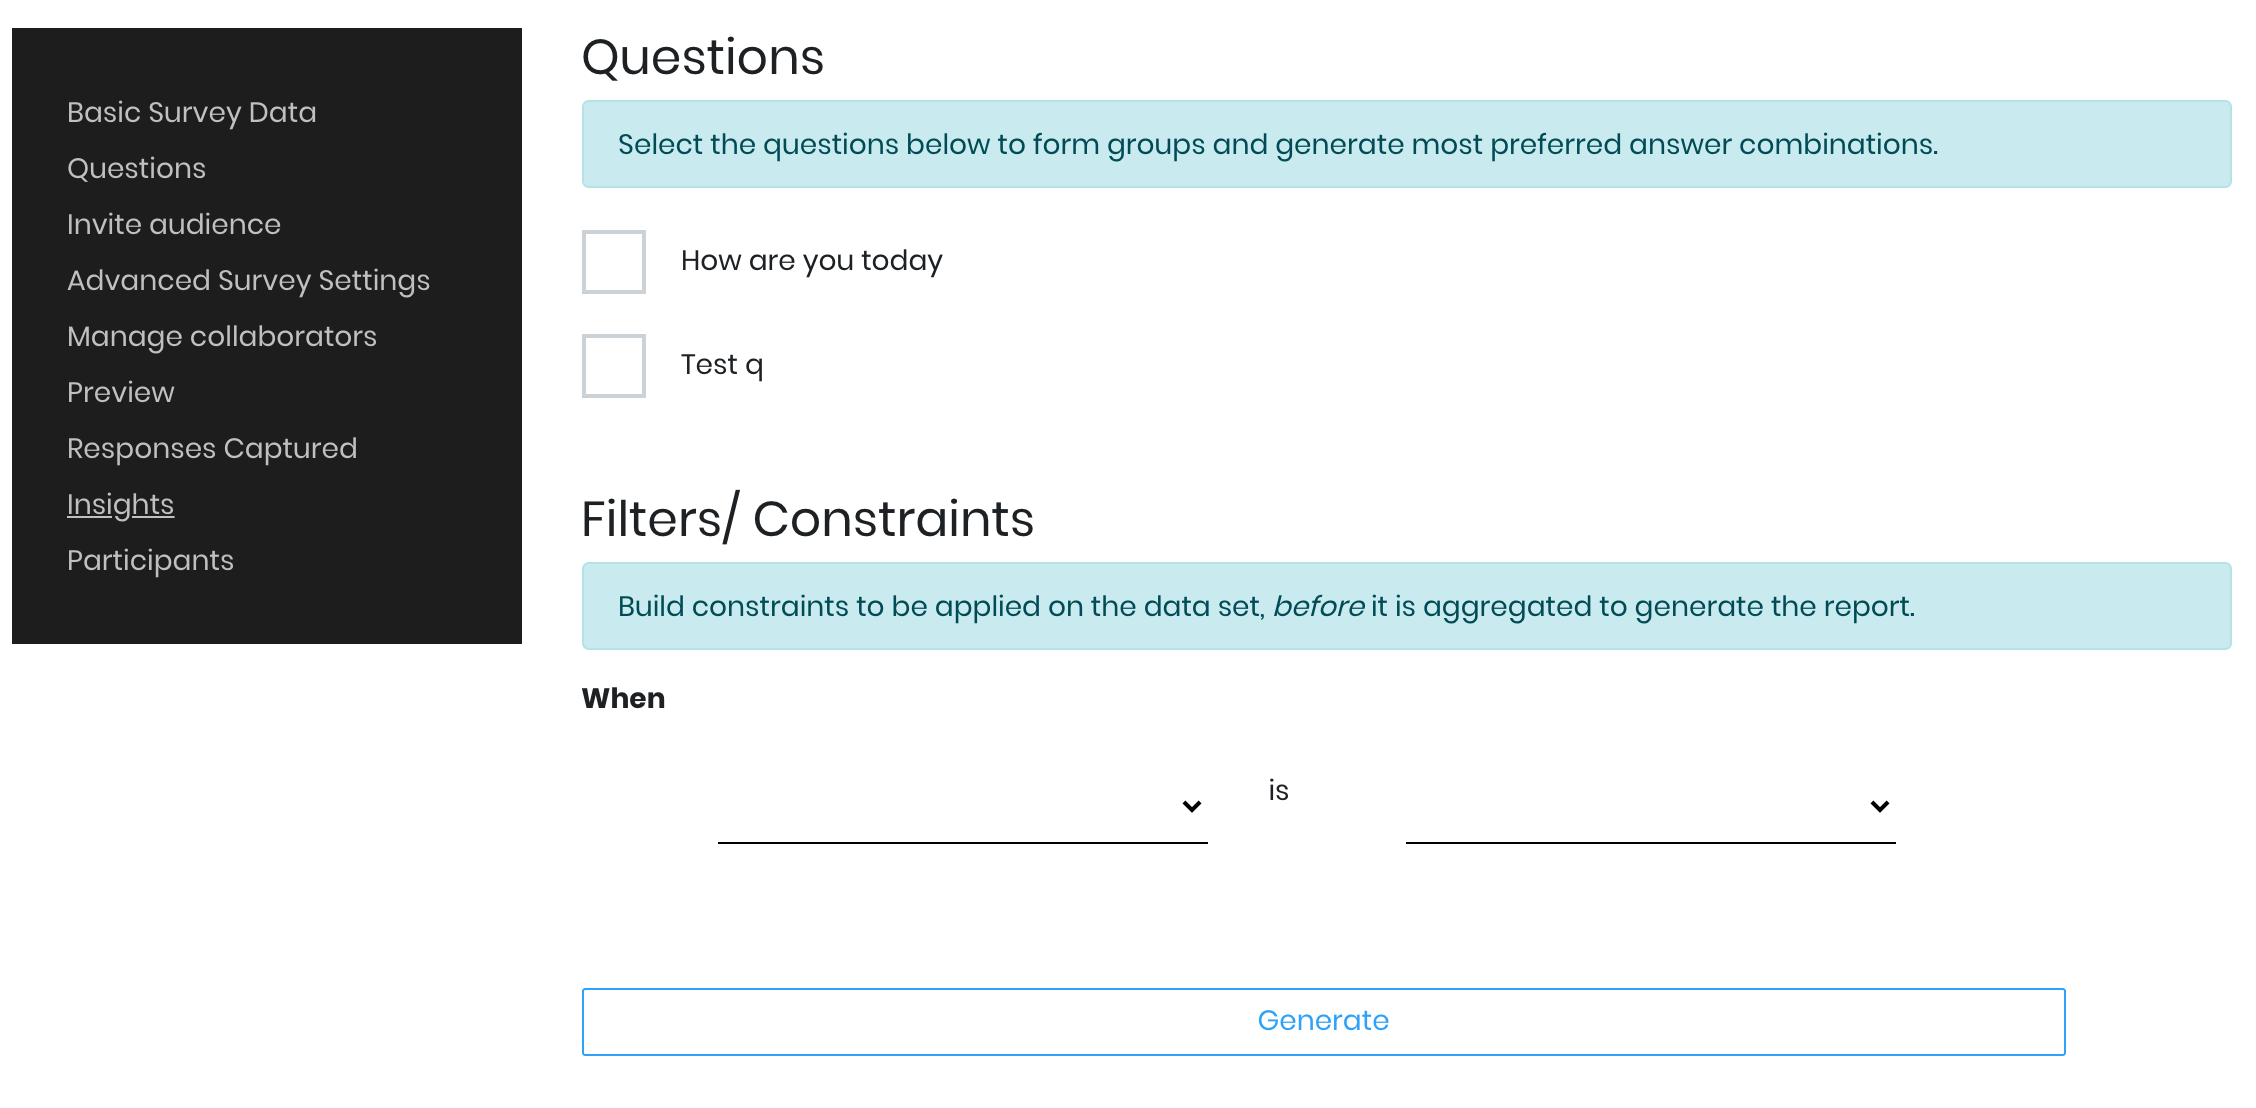 Basic Survey Data
Questions
Invite audience
Advanced Survey Settings
Manage collaborators
Preview
Responses Captured
Insights
Participants
Questions
Select the questions below to form groups and generate most preferred answer combinations.
How are you today
Test q
Filters/ Constraints
Build constraints to be applied on the data set, before it is aggregated to generate the report.
When
is
Generate